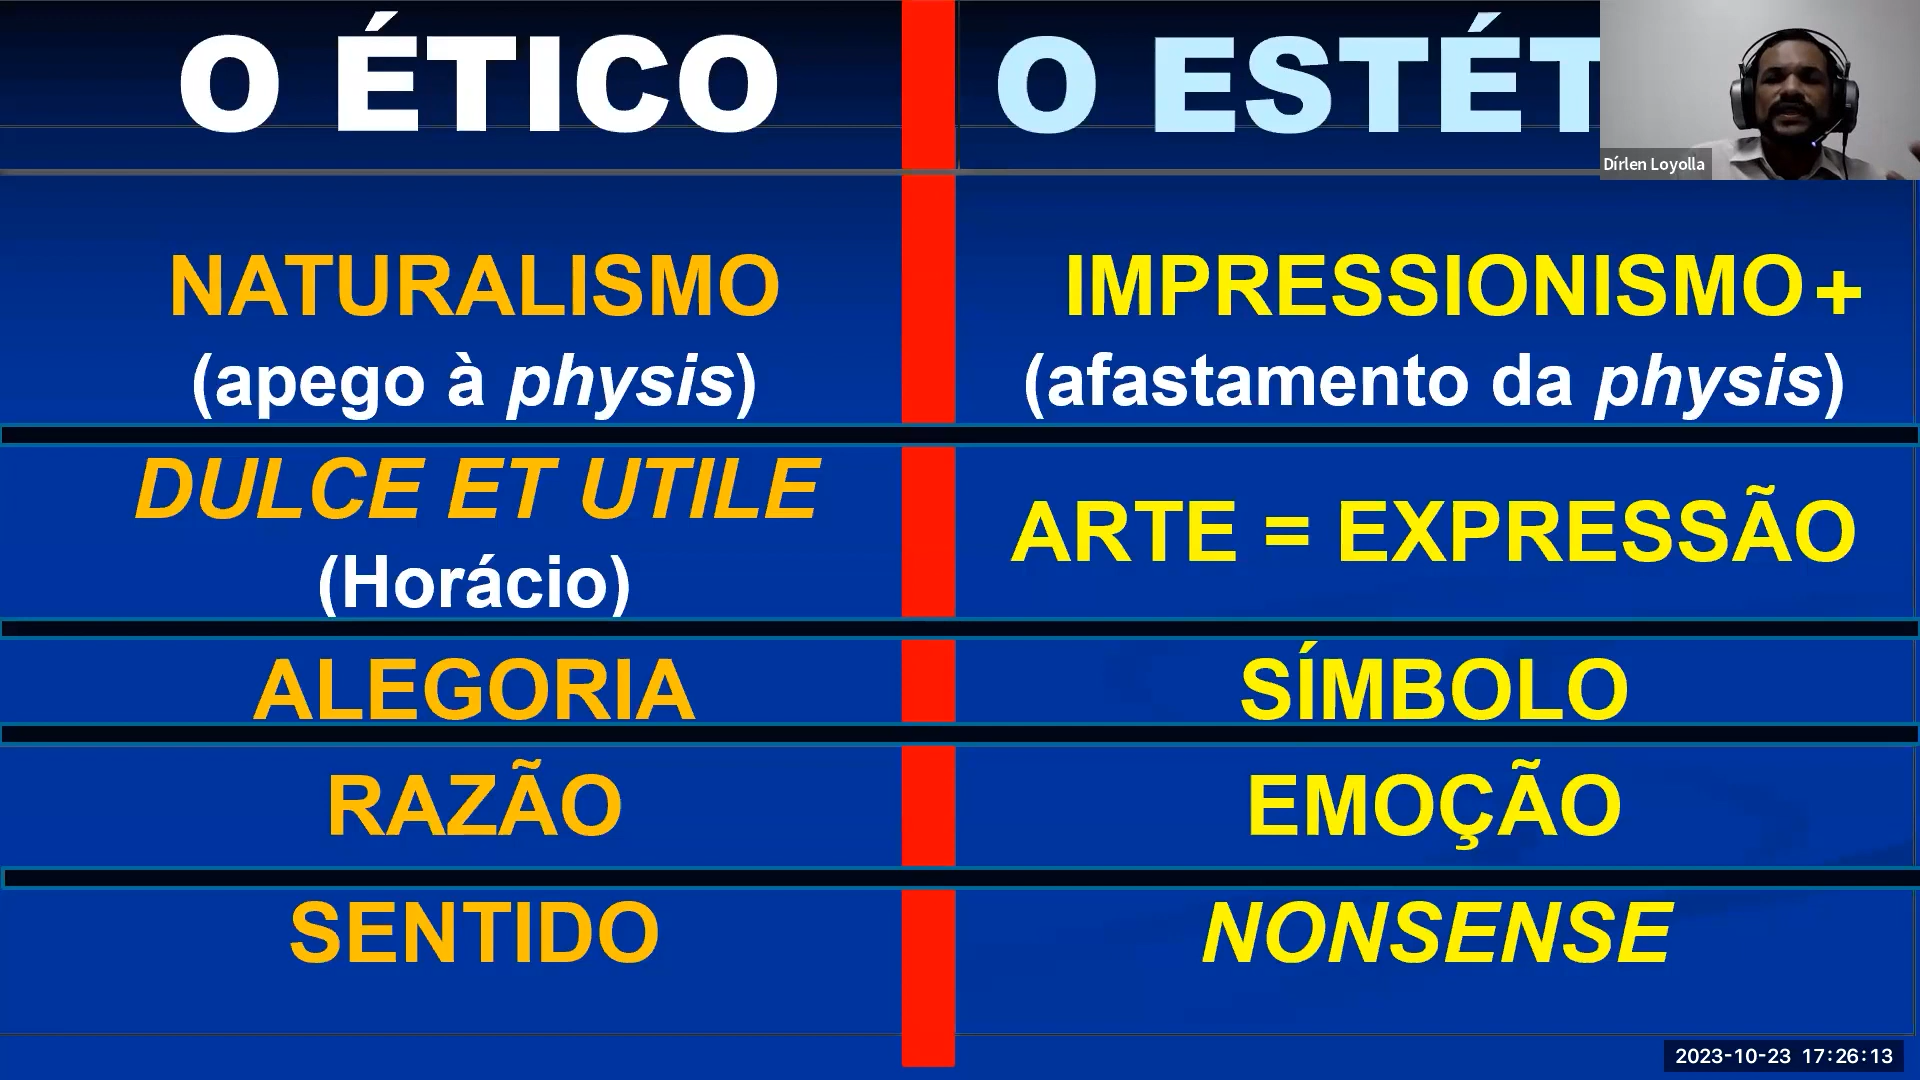 O ÉTICO
O ESTÉT
Dírlen Loyolla
NATURALISMO
(apego à physis)
IMPRESSIONISMO+
(afastamento da physis)
DULCE ET UTILE
(Horácio)
ARTE = EXPRESSÃO
ALEGORIA
SÍMBOLO
RAZÃO
EMOÇÃO
SENTIDO
NONSENSE
2023-10-23 17:26:13